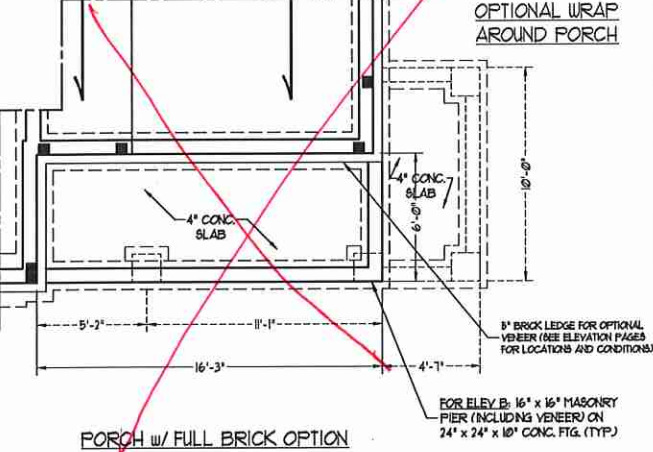 OPTIONAL WRAP
AROUND PORCH
4" CONC.
SLAB
4" CONC.
SLAB
6'-0"
10'-0"
5'-2"
11'-1"
16'-3"
4'-7"
5" BRICK LEDGE FOR OPTIONAL
VENEER (SEE ELEVATION PAGES
FOR LOCATIONS AND CONDITIONS)
FOR ELEV B: 16" x 16" MASONRY
PIER (INCLUDING VENEER) ON
24" x 24" x 10" CONC. FTG. (TYP.)
PORCH w/ FULL BRICK OPTION